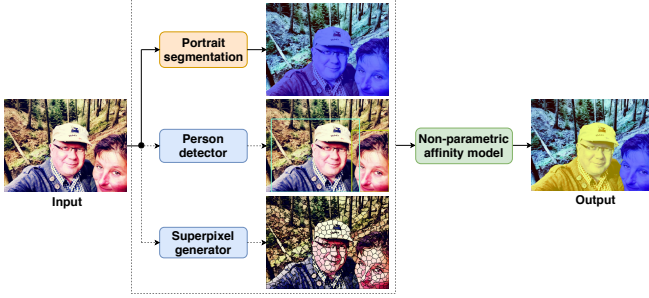 Portrait
segmentation
Input
Person
detector
Superpixel
generator
Non-parametric
affinity model
Output